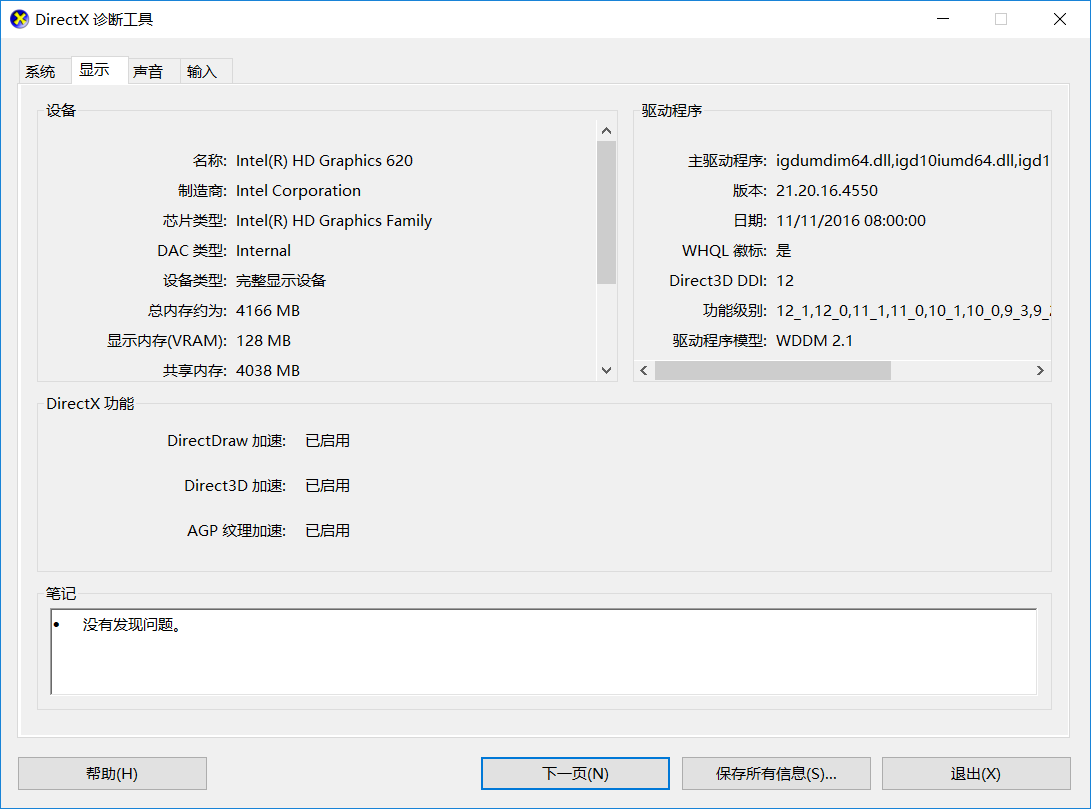 DirectX 诊断工具
系统 显示 声音 输入
设备
名称: Intel(R) HD Graphics 620
制造商: Intel Corporation
芯片类型: Intel(R) HD Graphics Family
DAC 类型: Internal
设备类型: 完整显示设备
总内存约为: 4166 MB
显示内存(VRAM): 128 MB
共享内存: 4038 MB
驱动程序
主驱动程序: igdumdim64.dll,igd10iumd64.dll,igd1
版本: 21.20.16.4550
日期: 11/11/2016 08:00:00
WHQL 徽标: 是
Direct3D DDI: 12
功能级别: 12_1,12_0,11_1,11_0,10_1,10_0,9_3,9_
驱动程序模型: WDDM 2.1
DirectX 功能
DirectDraw 加速: 已启用
Direct3D 加速: 已启用
AGP 纹理加速: 已启用
笔记
• 没有发现问题。
帮助(H) 下一页(N) 保存所有信息(S)... 退出(X)